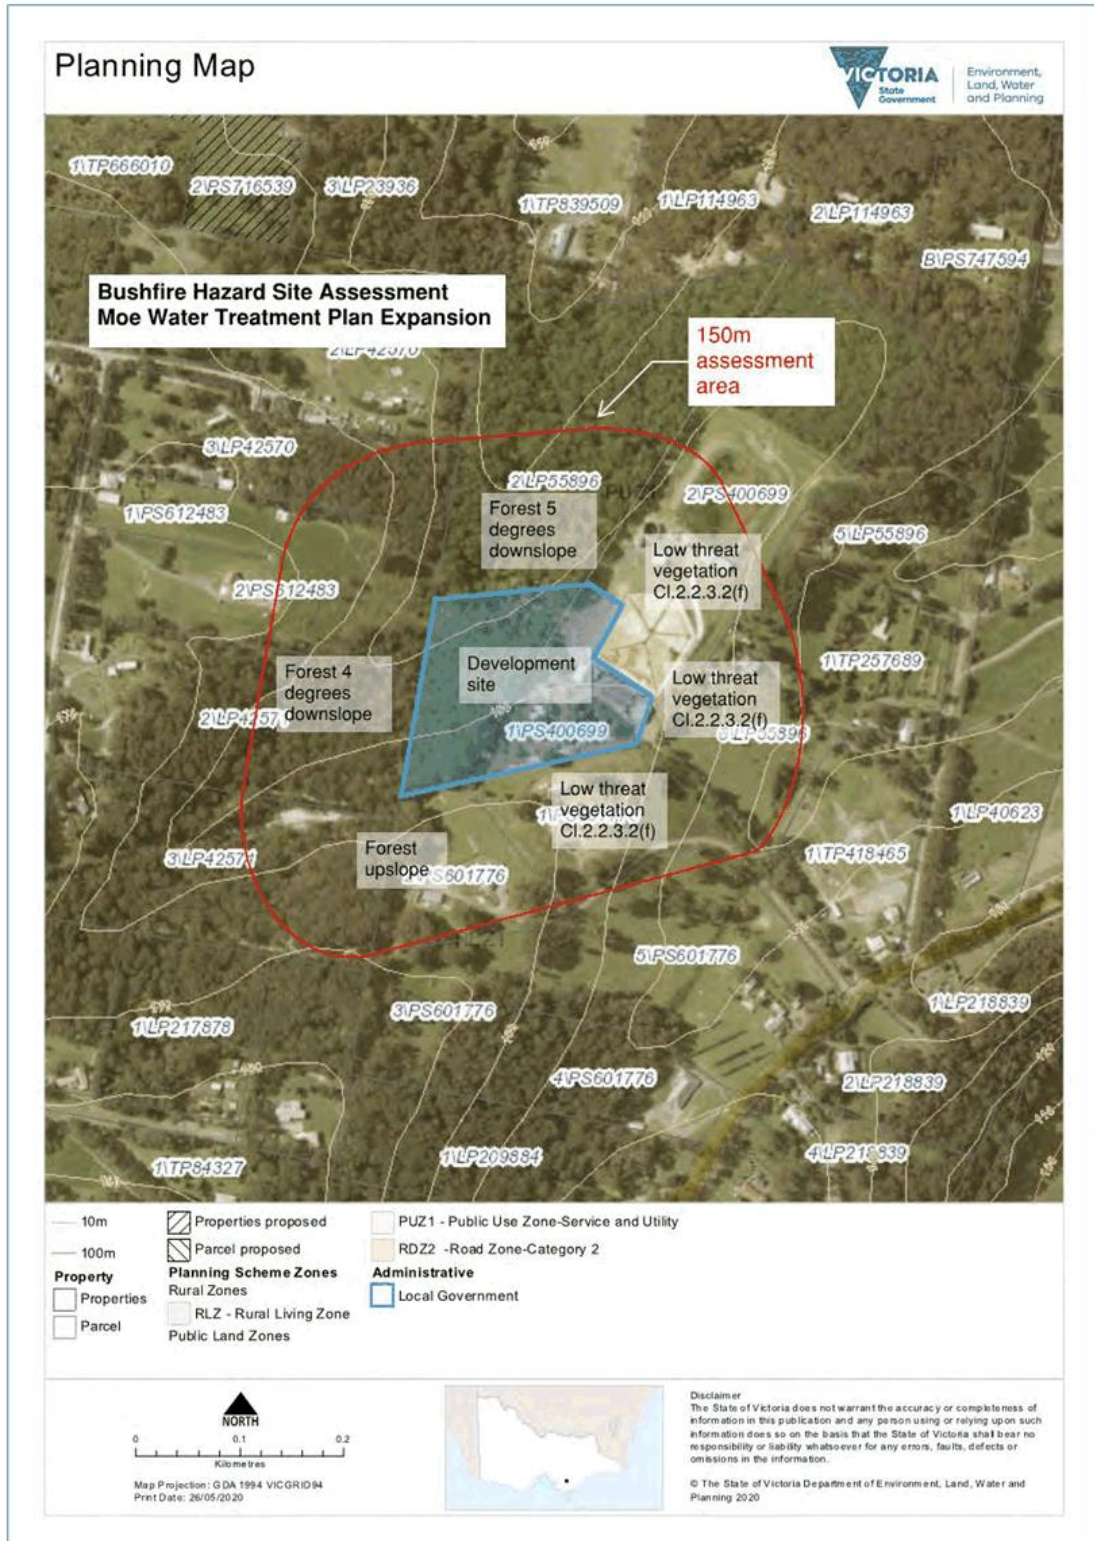 Planning Map
VICTORIA
State
Government
Environment,
Land, Water
and Planning
1\TP666010
2\PS716539
3\LP23936
1\TP839509
1\LP114963
2\LP114963
B\PS747594
Bushfire Hazard Site Assessment
Moe Water Treatment Plan Expansion
2\LP42570
150m
assessment
area
3\LP42570
1\PS612483
2\PS612483
2\LP55896
Forest 5
degrees
downslope
2\PS400699
5\LP55896
Low threat
vegetation
Cl.2.2.3.2(f)
Forest 4
degrees
downslope
Development
site
1\PS400699
Low threat
vegetation
Cl.2.2.3.2(f)
1\TP257689
Low threat
vegetation
Cl.2.2.3.2(f)
1\LP40623
3\LP42571
Forest
upslope
1\TP418465
5\PS601776
1\LP217878
3\PS601776
1\LP218839
4\PS601776
2\LP218839
1\TP84327
1\LP209884
4\LP218839
10m
100m
Property
Properties
Parcel
Properties proposed
Parcel proposed
Planning Scheme Zones
Rural Zones
RLZ - Rural Living Zone
Public Land Zones
PUZ1 - Public Use Zone-Service and Utility
RDZ2 -Road Zone-Category 2
Administrative
Local Government
NORTH
0 0.1 0.2
Kilometres
Map Projection: GDA 1994 VICGRID94
Print Date: 26/05/2020
Disclaimer
The State of Victoria does not warrant the accuracy or completeness of
information in this publication and any person using or relying upon such
information does so on the basis that the State of Victoria shall bear no
responsibility or liability whatsoever for any errors, faults, defects or
omissions in the information.
© The State of Victoria Department of Environment, Land, Water and
Planning 2020